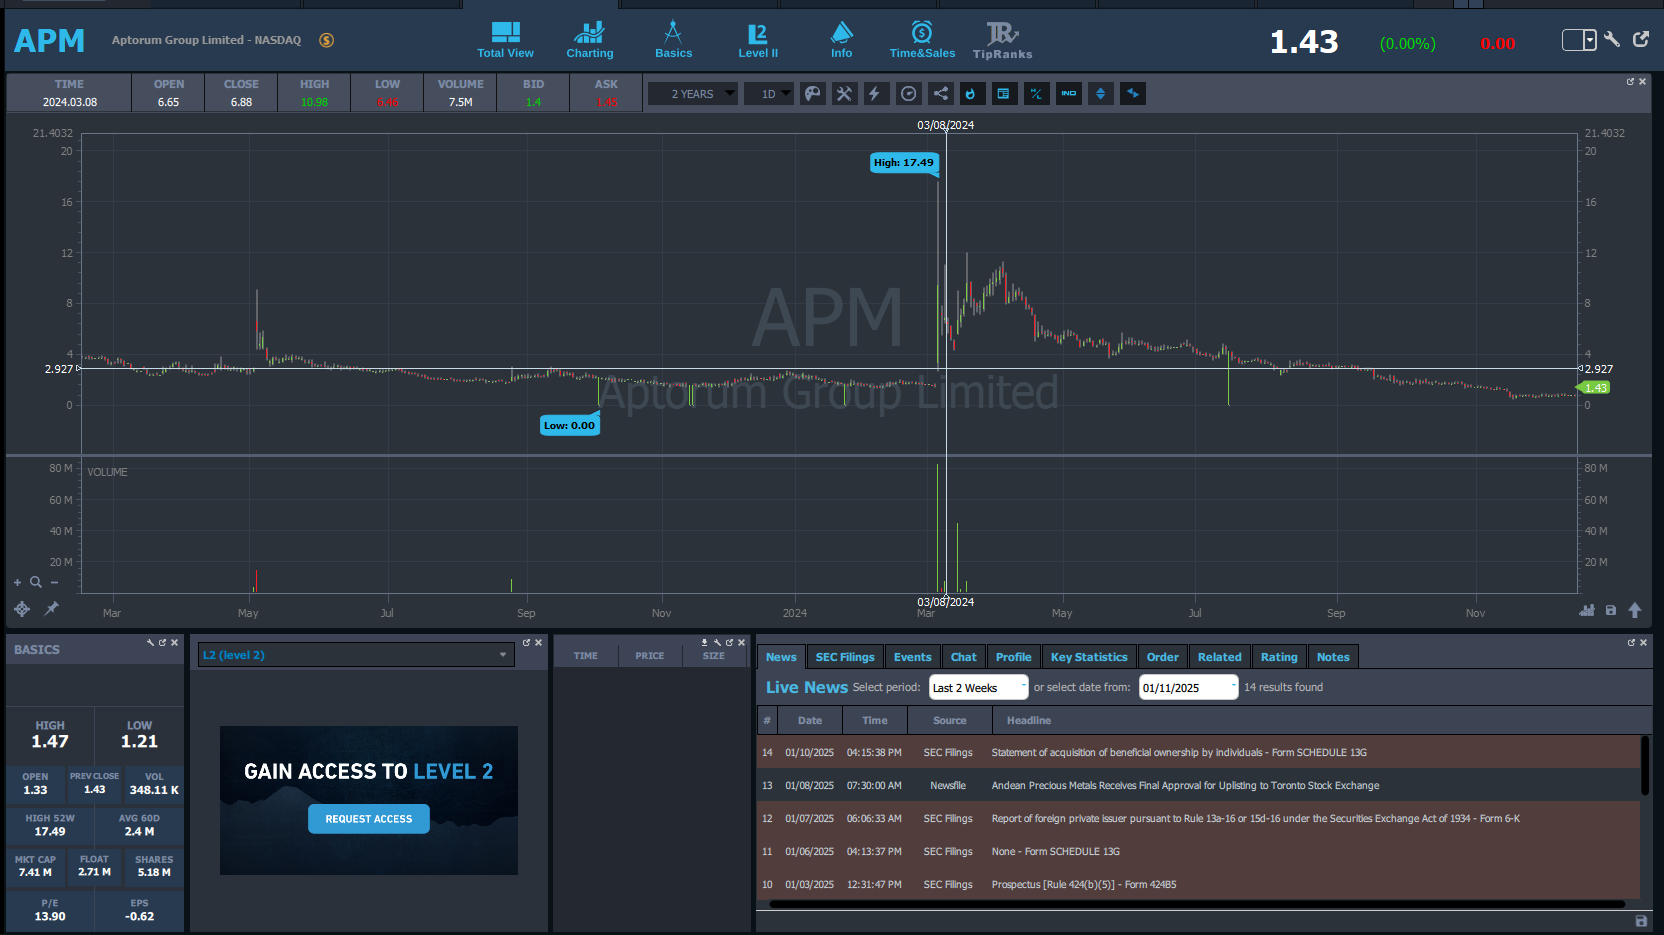 APM
Aptorum Group Limited - NASDAQ
$
Total View
Charting
Basics
L2
Level II
Info
Time&Sales
TR
TipRanks
1.43
(0.00%)
0.00
TIME OPEN CLOSE HIGH LOW VOLUME BID ASK
2024.03.08 6.65 6.88 10.98 6.46 7.5M 1.4 1.45
2 YEARS
1D
IND
03/08/2024
21.4032 21.4032
20 20
High: 17.49
16 16
12 12
8 8
APM
4 4
2.927 2.927
1.43
Aptorum Group Limited
0 0
Low: 0.00
80 M VOLUME 80 M
60 M 60 M
40 M 40 M
20 M 20 M
03/08/2024
Mar May Jul Sep Nov 2024 Mar May Jul Sep Nov
BASICS
HIGH LOW
1.47 1.21
OPEN PREV CLOSE VOL
1.33 1.43 348.11 K
HIGH 52W AVG 60D
17.49 2.4 M
MKT CAP FLOAT SHARES
7.41 M 2.71 M 5.18 M
P/E EPS
13.90 -0.62
L2 (level 2)
GAIN ACCESS TO LEVEL 2
REQUEST ACCESS
TIME PRICE SIZE
News SEC Filings Events Chat Profile Key Statistics Order Related Rating Notes
Live News Select period: Last 2 Weeks or select date from: 01/11/2025 14 results found
# Date Time Source Headline
14 01/10/2025 04:15:38 PM SEC Filings Statement of acquisition of beneficial ownership by individuals - Form SCHEDULE 13G
13 01/08/2025 07:30:00 AM Newsfile Andean Precious Metals Receives Final Approval for Uplisting to Toronto Stock Exchange
12 01/07/2025 06:06:33 AM SEC Filings Report of foreign private issuer pursuant to Rule 13a-16 or 15d-16 under the Securities Exchange Act of 1934 - Form 6-K
11 01/06/2025 04:13:37 PM SEC Filings None - Form SCHEDULE 13G
10 01/03/2025 12:31:47 PM SEC Filings Prospectus [Rule 424(b)(5)] - Form 424B5